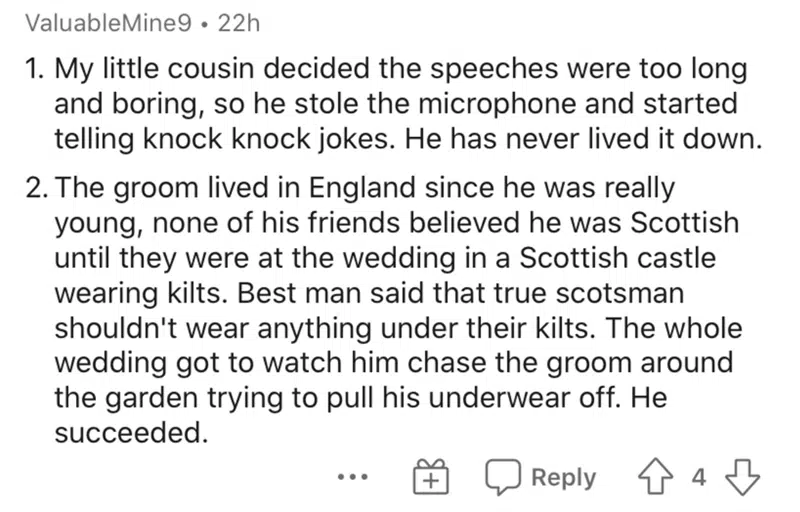 ValuableMine9 • 22h
1. My little cousin decided the speeches were too long
and boring, so he stole the microphone and started
telling knock knock jokes. He has never lived it down.
2. The groom lived in England since he was really
young, none of his friends believed he was Scottish
until they were at the wedding in a Scottish castle
wearing kilts. Best man said that true scotsman
shouldn't wear anything under their kilts. The whole
wedding got to watch him chase the groom around
the garden trying to pull his underwear off. He
succeeded.
Reply 4